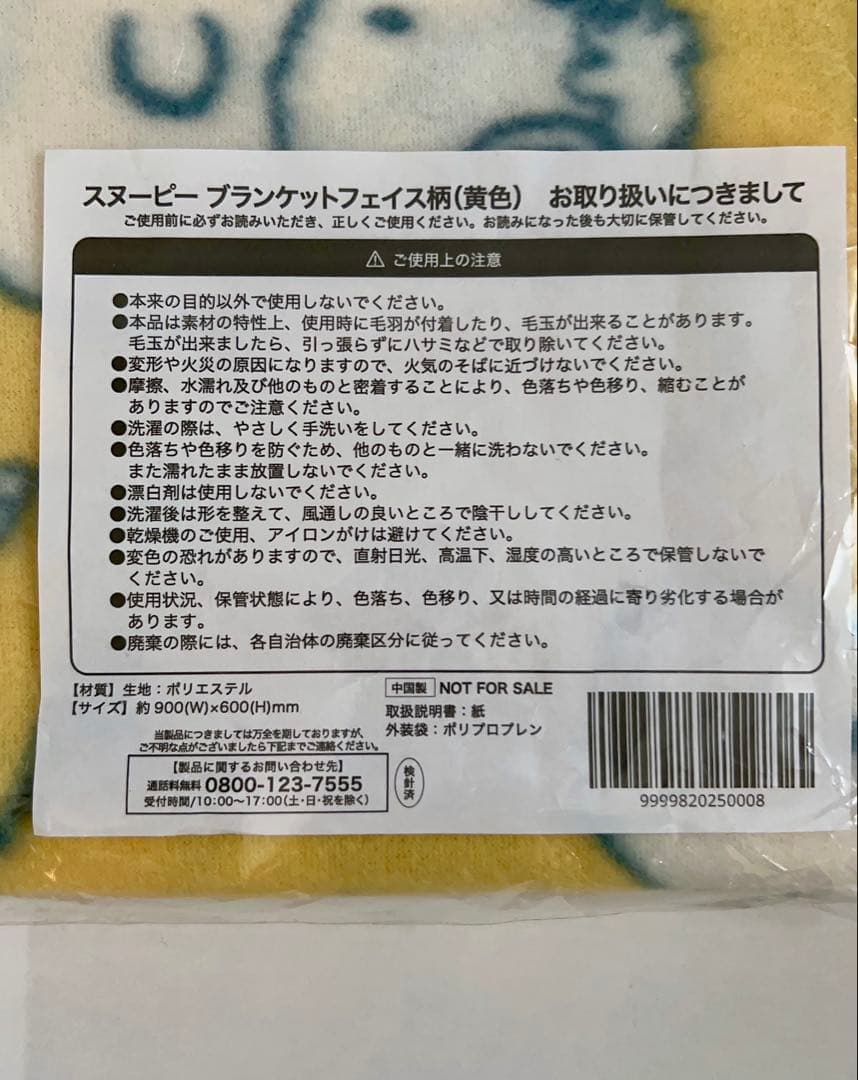 スヌーピー ブランケットフェイス柄(黄色) お取り扱いにつきまして
ご使用前に必ずお読みいただき、正しくご使用ください。お読みになった後も大切に保管してください。
⚠ ご使用上の注意
●本来の目的以外で使用しないでください。
●本品は素材の特性上、使用時に毛羽が付着したり、毛玉が出来ることがあります。
毛玉が出来ましたら、引っ張らずにハサミなどで取り除いてください。
●変形や火災の原因になりますので、火気のそばに近づけないでください。
●摩擦、水濡れ及び他のものと密着することにより、色落ちや色移り、縮むことが
ありますのでご注意ください。
●洗濯の際は、やさしく手洗いをしてください。
●色落ちや色移りを防ぐため、他のものと一緒に洗わないでください。
また濡れたまま放置しないでください。
●漂白剤は使用しないでください。
●洗濯後は形を整えて、風通しの良いところで陰干ししてください。
●乾燥機のご使用、アイロンがけは避けてください。
●変色の恐れがありますので、直射日光、高温下、湿度の高いところで保管しないで
ください。
●使用状況、保管状態により、色落ち、色移り、又は時間の経過に寄り劣化する場合が
あります。
●廃棄の際には、各自治体の廃棄区分に従ってください。
【材質】生地：ポリエステル
【サイズ】約900(W)×600(H)mm
中国製 NOT FOR SALE
取扱説明書：紙
外装袋：ポリプロプレン
当製品につきましては万全を期しておりますが、
ご不明な点がございましたら下記までご連絡ください。
【製品に関するお問い合わせ先】
通話料無料 0800-123-7555
受付時間/10:00〜17:00(土・日・祝を除く)
検針済
9999820250008